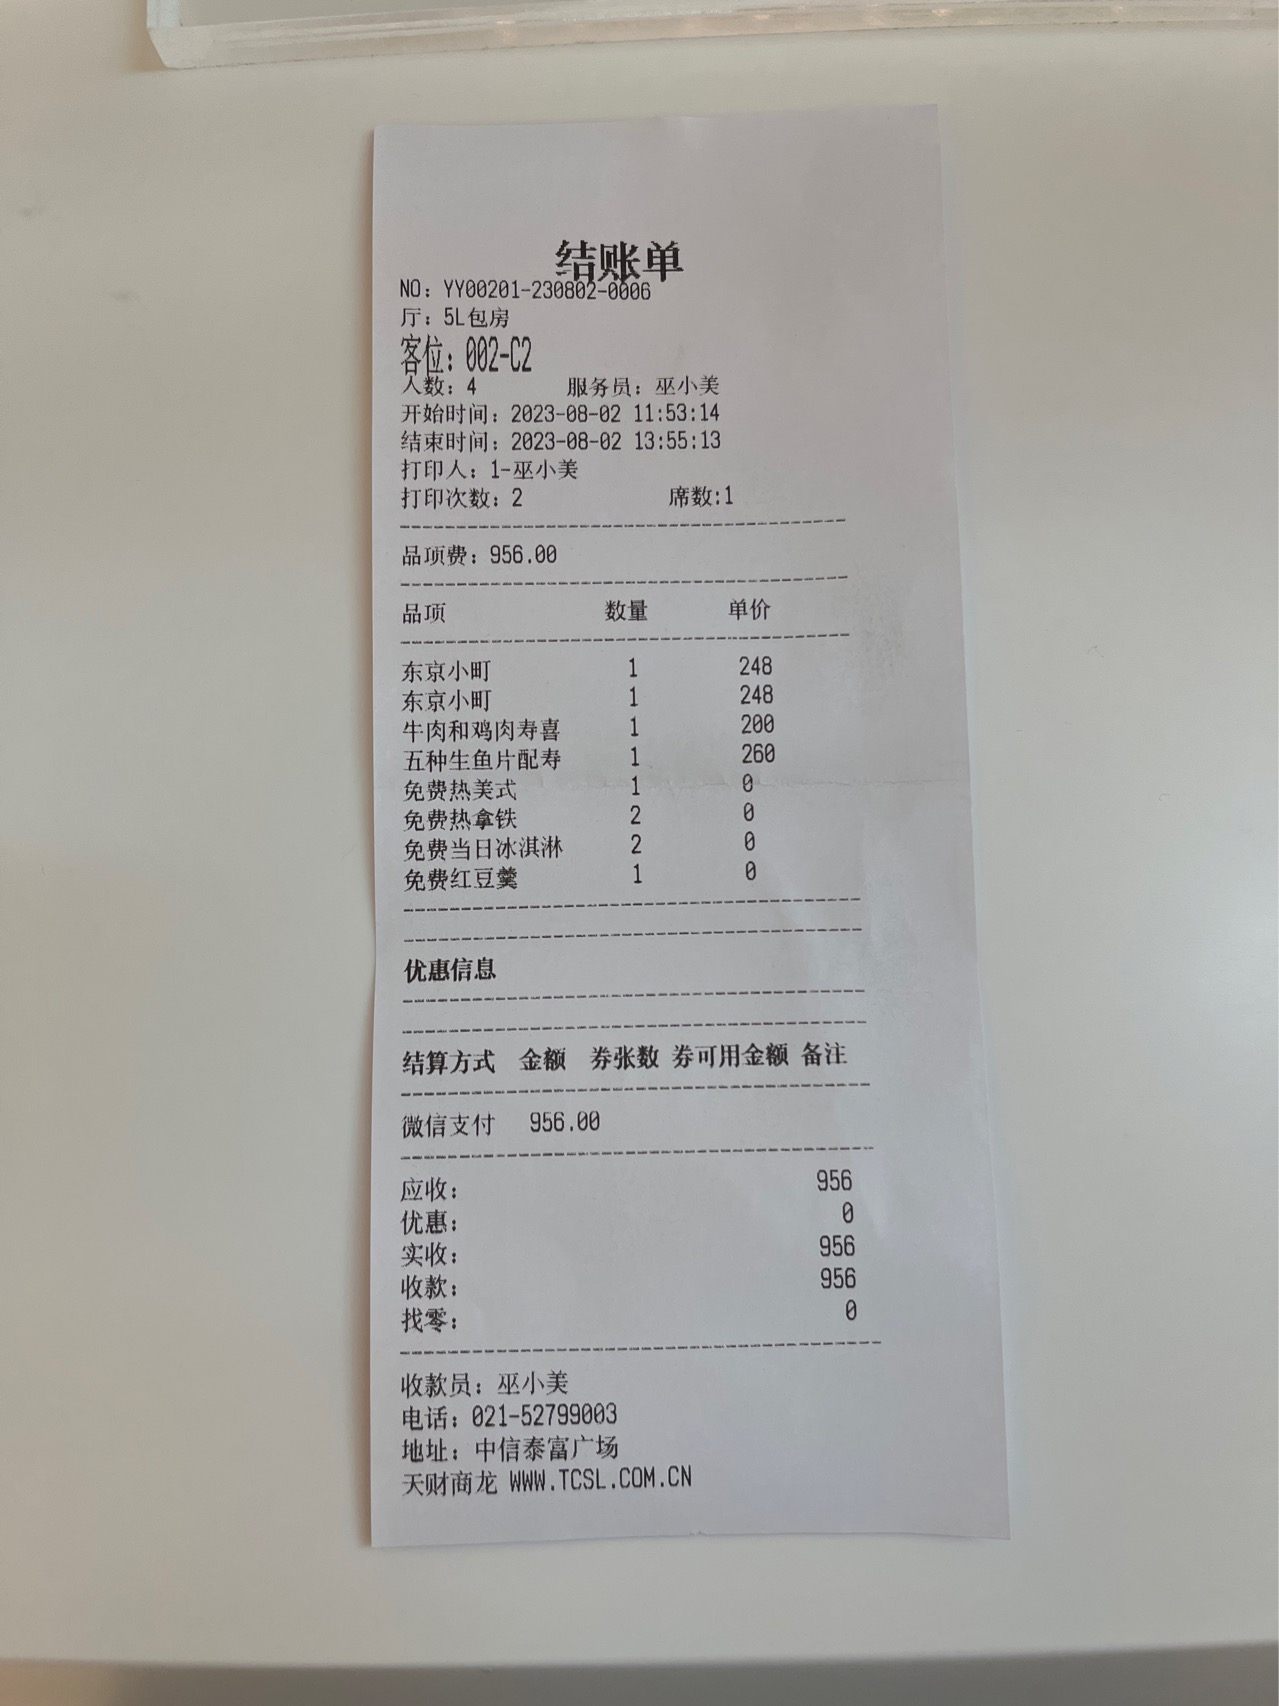 结账单
NO: YY00201-230802-0006
厅: 5L包房
客位: 002-C2
人数: 4 服务员: 巫小美
开始时间: 2023-08-02 11:53:14
结束时间: 2023-08-02 13:55:13
打印人: 1-巫小美
打印次数: 2 席数:1
品项费: 956.00
品项 数量 单价
东京小町 1 248
东京小町 1 248
牛肉和鸡肉寿喜 1 200
五种生鱼片配寿 1 260
免费热美式 1 0
免费热拿铁 2 0
免费当日冰淇淋 2 0
免费红豆羹 1 0
优惠信息
结算方式 金额 券张数 券可用金额 备注
微信支付 956.00
应收: 956
优惠: 0
实收: 956
收款: 956
找零: 0
收款员: 巫小美
电话: 021-52799003
地址: 中信泰富广场
天财商龙 WWW.TCSL.COM.CN